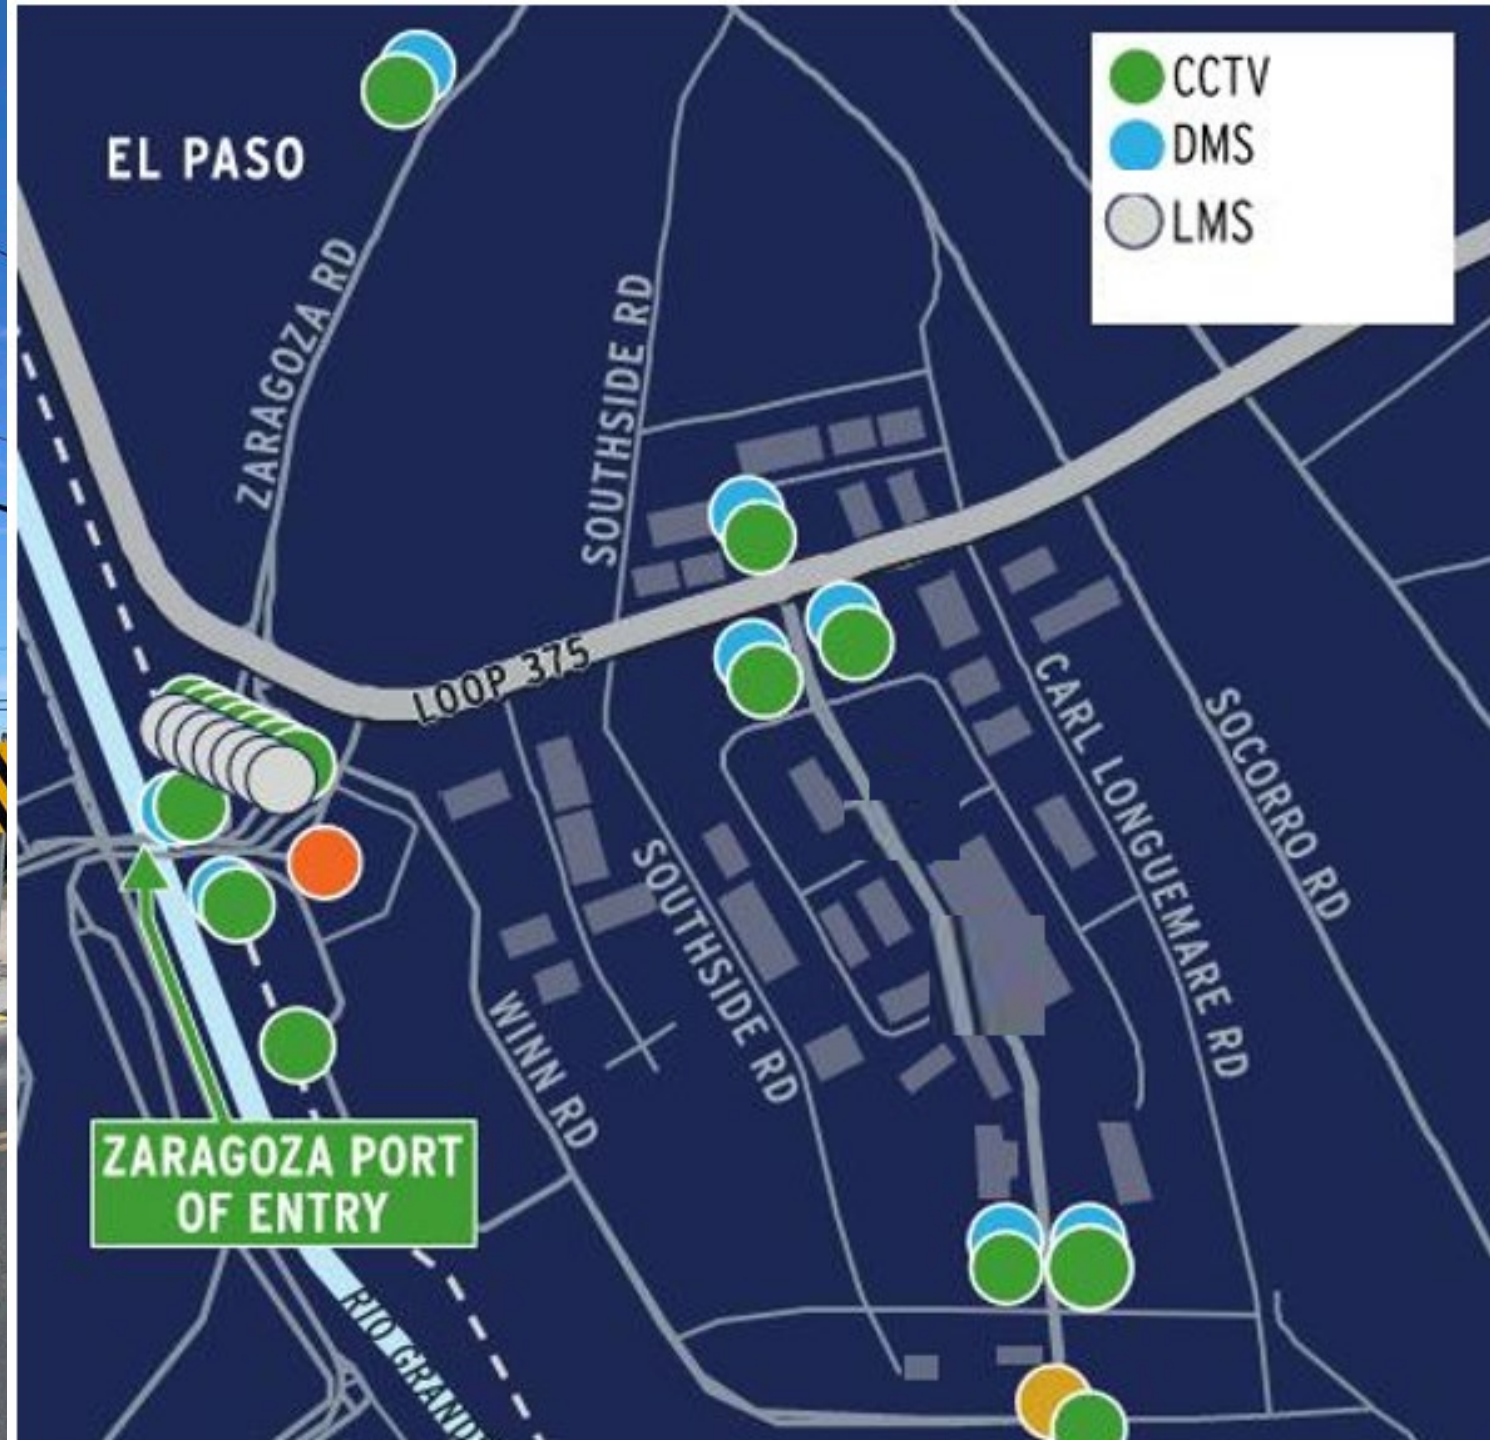 CCTV
DMS
LMS
EL PASO
ZARAGOZA RD
SOUTHSIDE RD
LOOP 375
CARL LONGUEMARE RD
SOCORRO RD
SOUTHSIDE RD
WINN RD
ZARAGOZA PORT
OF ENTRY
RIO